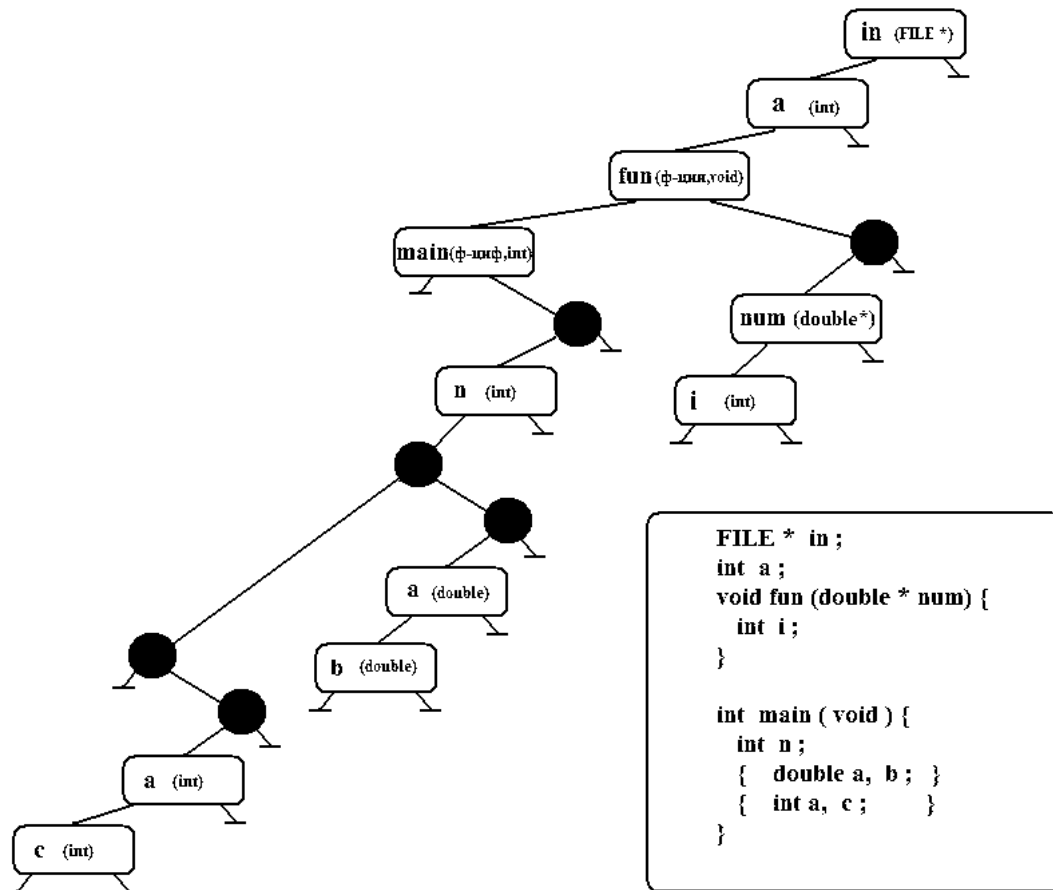 in (FILE *)
a (int)
fun (ф-ция,void)
main(ф-циф,int)
num (double*)
n (int)
i (int)
a (double)
b (double)
a (int)
c (int)
FILE * in ;
int a ;
void fun (double * num) {
int i ;
}
int main ( void ) {
int n ;
{ double a, b ; }
{ int a, c ; }
}